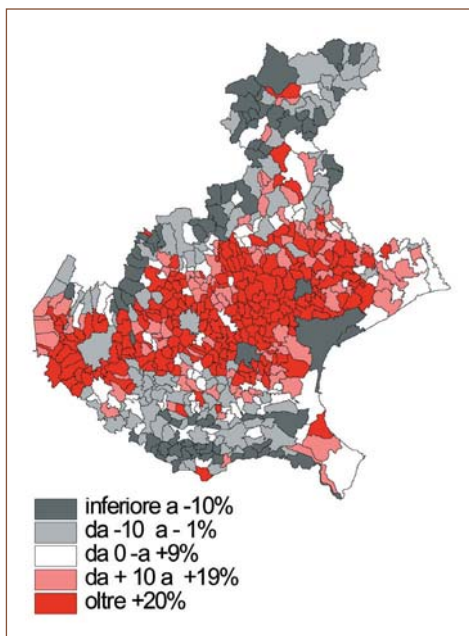 inferiore a -10%
da -10 a - 1%
da 0 -a +9%
da + 10 a +19%
oltre +20%